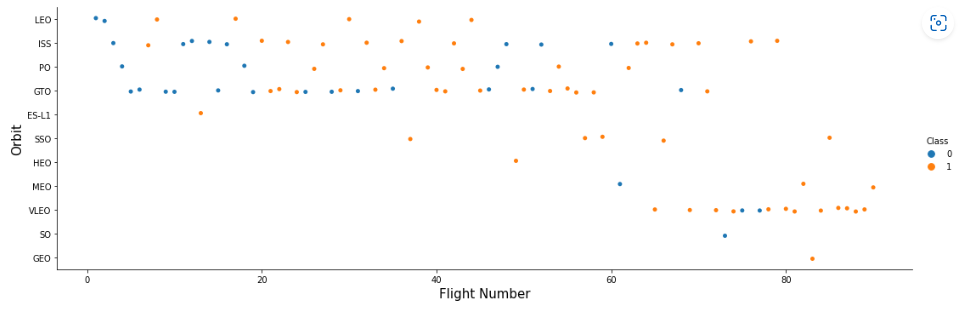 LEO
ISS
PO
GTO
ES-L1
SSO
HEO
MEO
VLEO
SO
GEO
Orbit
0
20
40
60
80
Flight Number
Class
0
1